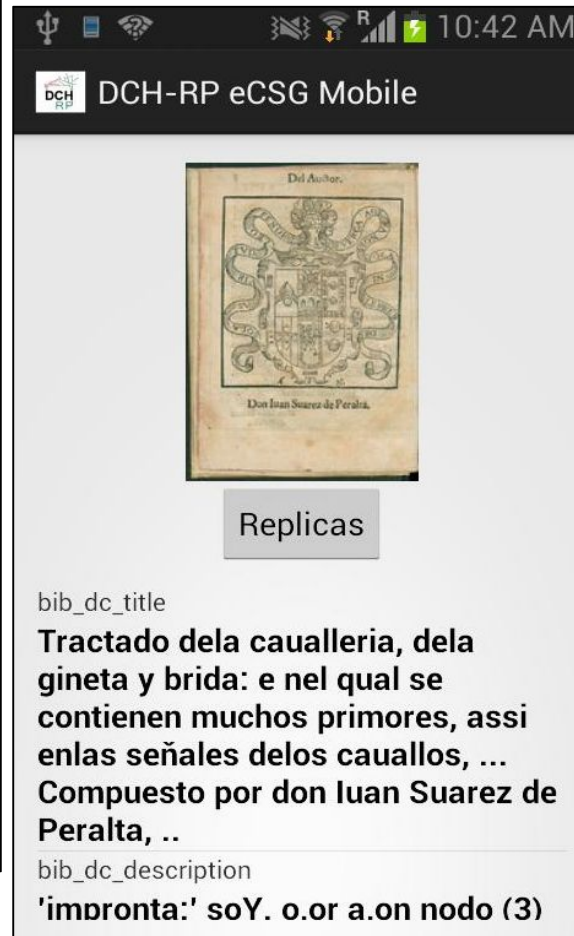 R
10:42 AM
DCH
RP
DCH-RP eCSG Mobile
Del Auctor.
Don Iuan Suarez de Peralta.
Replicas
bib_dc_title
Tractado dela caualleria, dela
gineta y brida: e nel qual se
contienen muchos primores, assi
enlas seňales delos cauallos, ...
Compuesto por don Iuan Suarez de
Peralta, ..
bib_dc_description
'impronta:' soY. o.or a.on nodo (3)